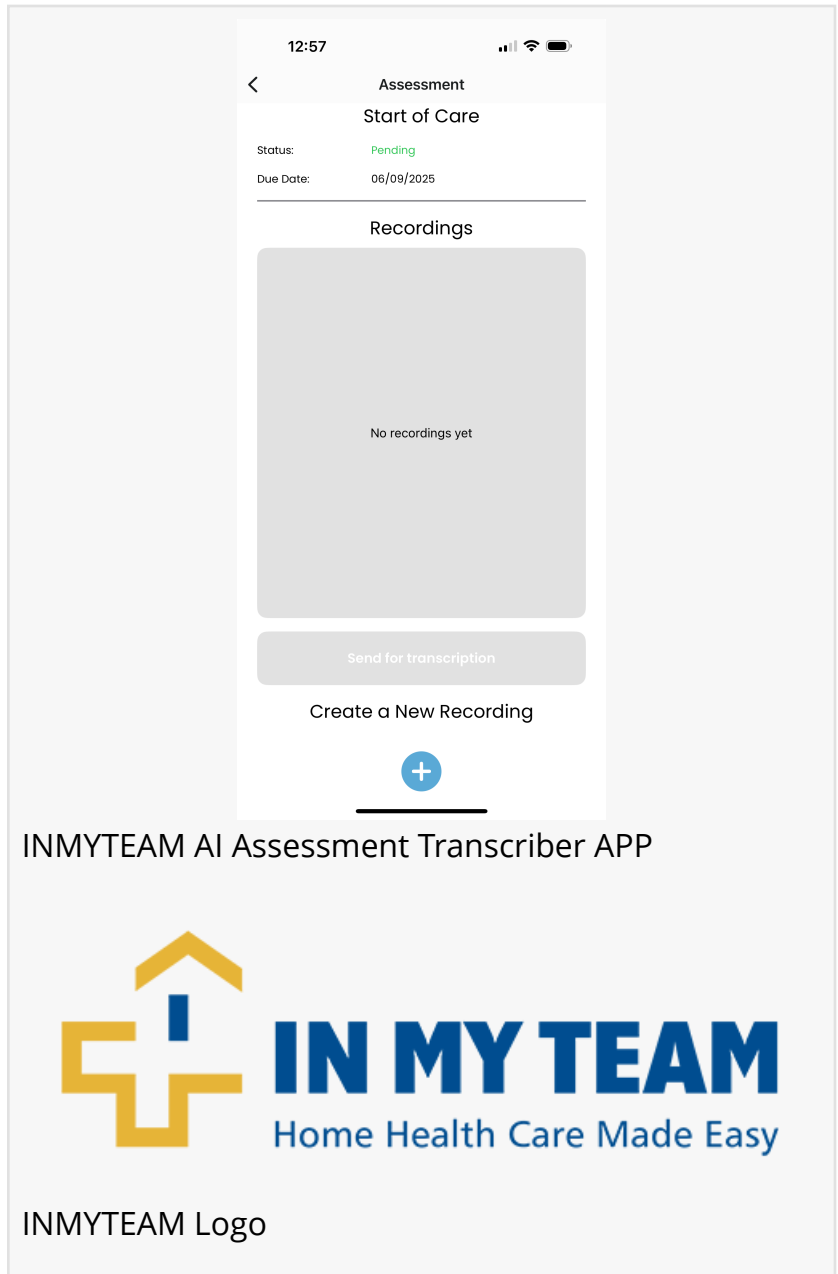 12:57
Assessment
Start of Care
Status: Pending
Due Date: 06/09/2025
Recordings
No recordings yet
Send for transcription
Create a New Recording
INMYTEAM AI Assessment Transcriber APP
IN MY TEAM
Home Health Care Made Easy
INMYTEAM Logo